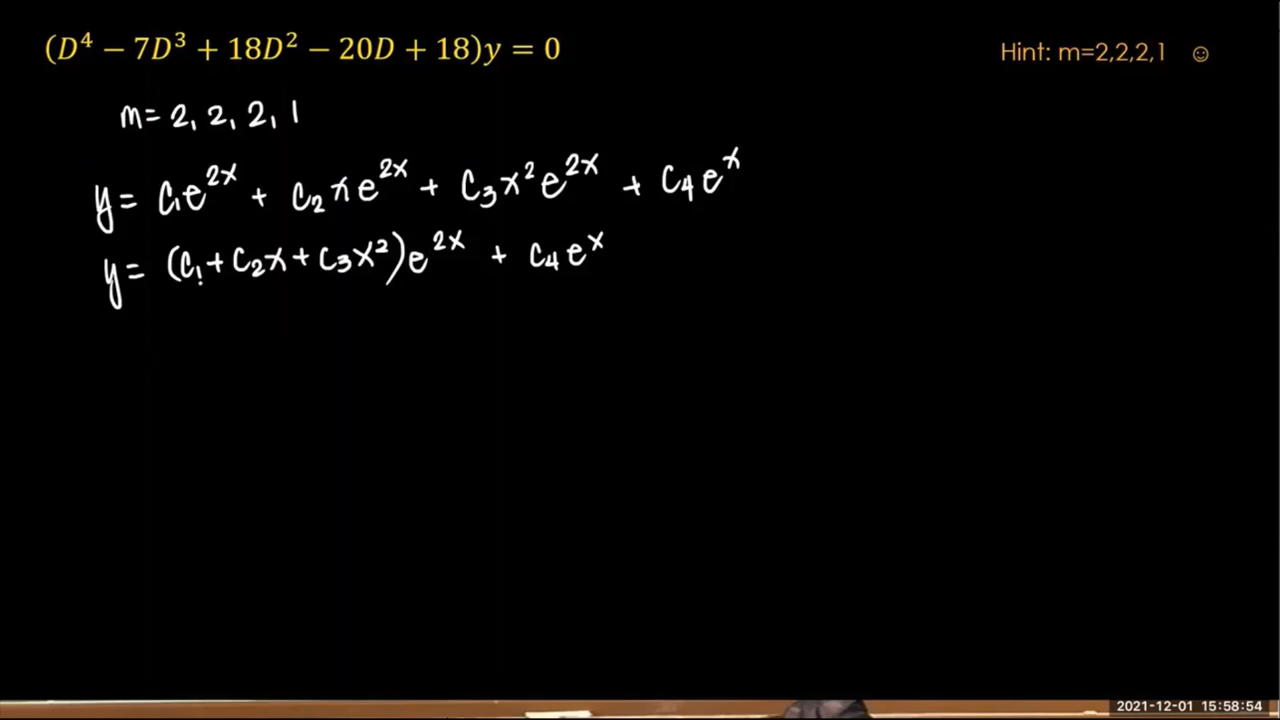 (D⁴ − 7D³ + 18D² − 20D + 18)y = 0
Hint: m=2,2,2,1 ☺
m= 2, 2, 2, 1
y= c₁e²ˣ + c₂xe²ˣ + c₃x²e²ˣ + c₄eˣ
y= (c₁+c₂x+c₃x²)e²ˣ + c₄eˣ
2021-12-01 15:58:54